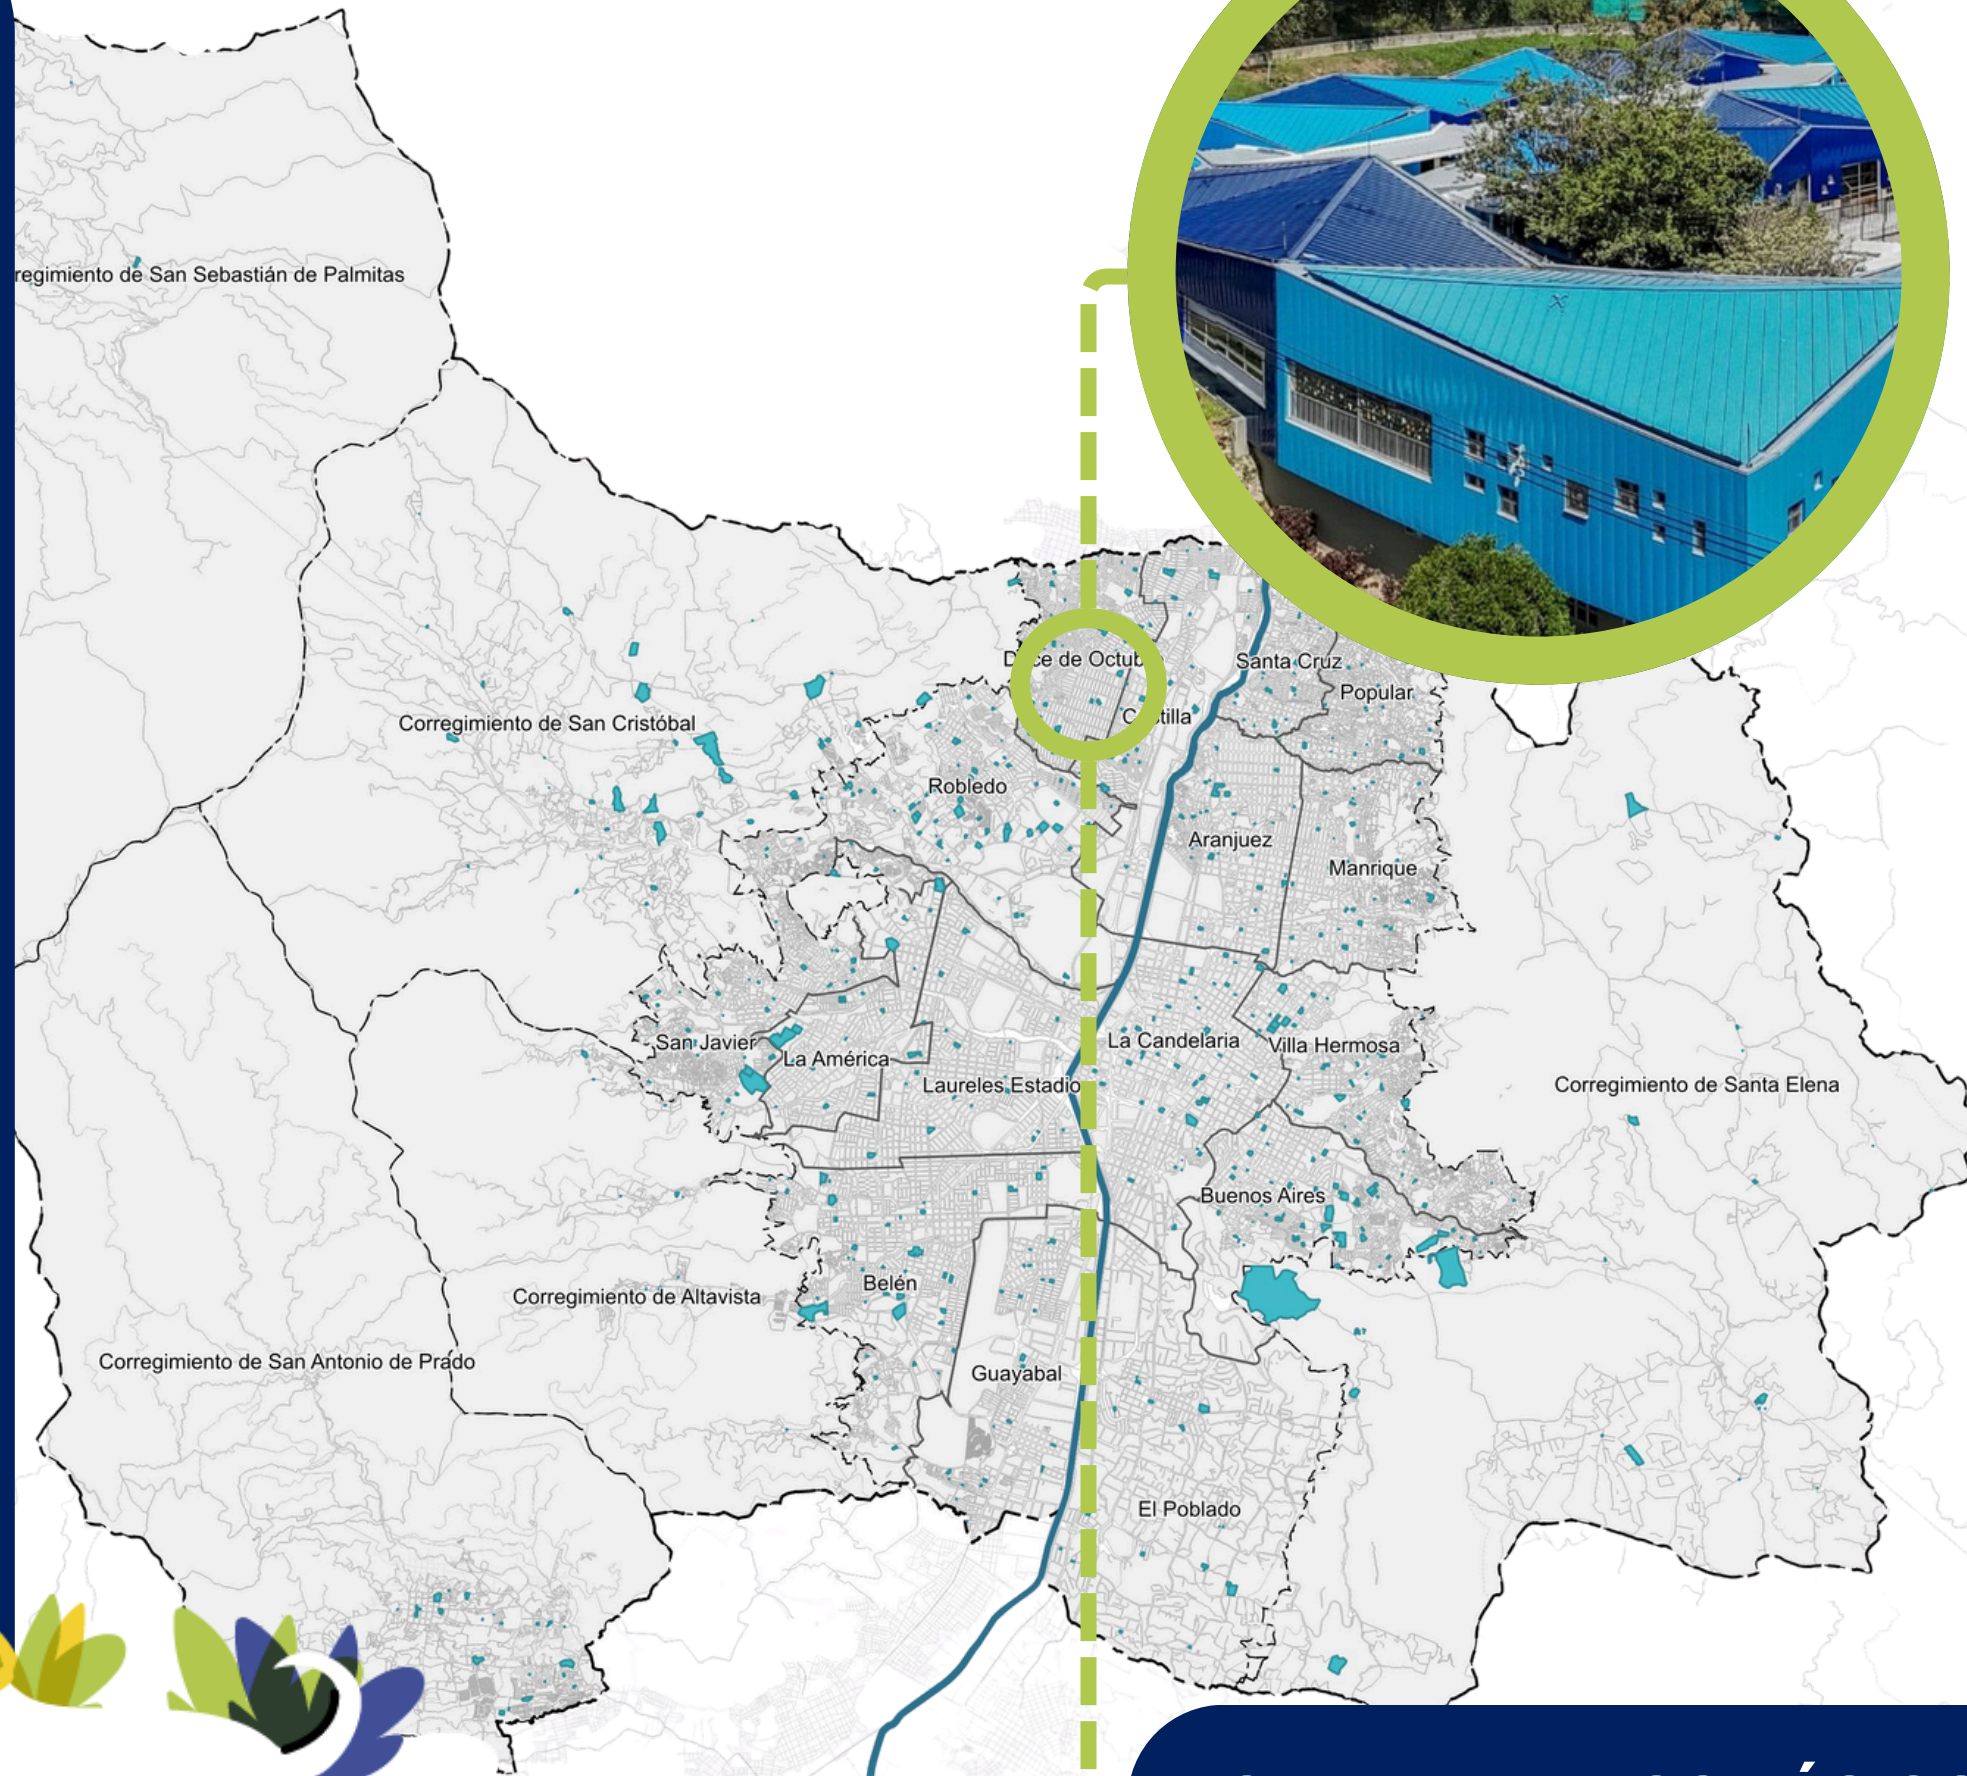 regimiento de San Sebastián de Palmitas
Santa Cruz
Popular
Corregimiento de San Cristóbal
Robledo
Aranjuez
Manrique
San Javier
La América
La Candelaria
Villa Hermosa
Laureles Estadio
Corregimiento de Santa Elena
Buenos Aires
Belén
Corregimiento de Altavista
Corregimiento de San Antonio de Prado
Guayabal
El Poblado